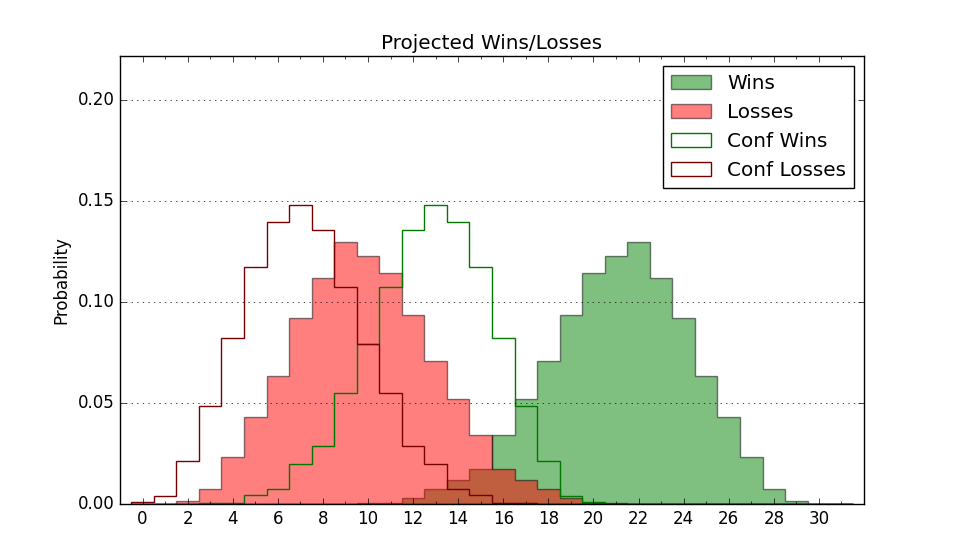 Projected Wins/Losses
Wins
Losses
Conf Wins
Conf Losses
Probability
0.20
0.15
0.10
0.05
0.00
0 2 4 6 8 10 12 14 16 18 20 22 24 26 28 30